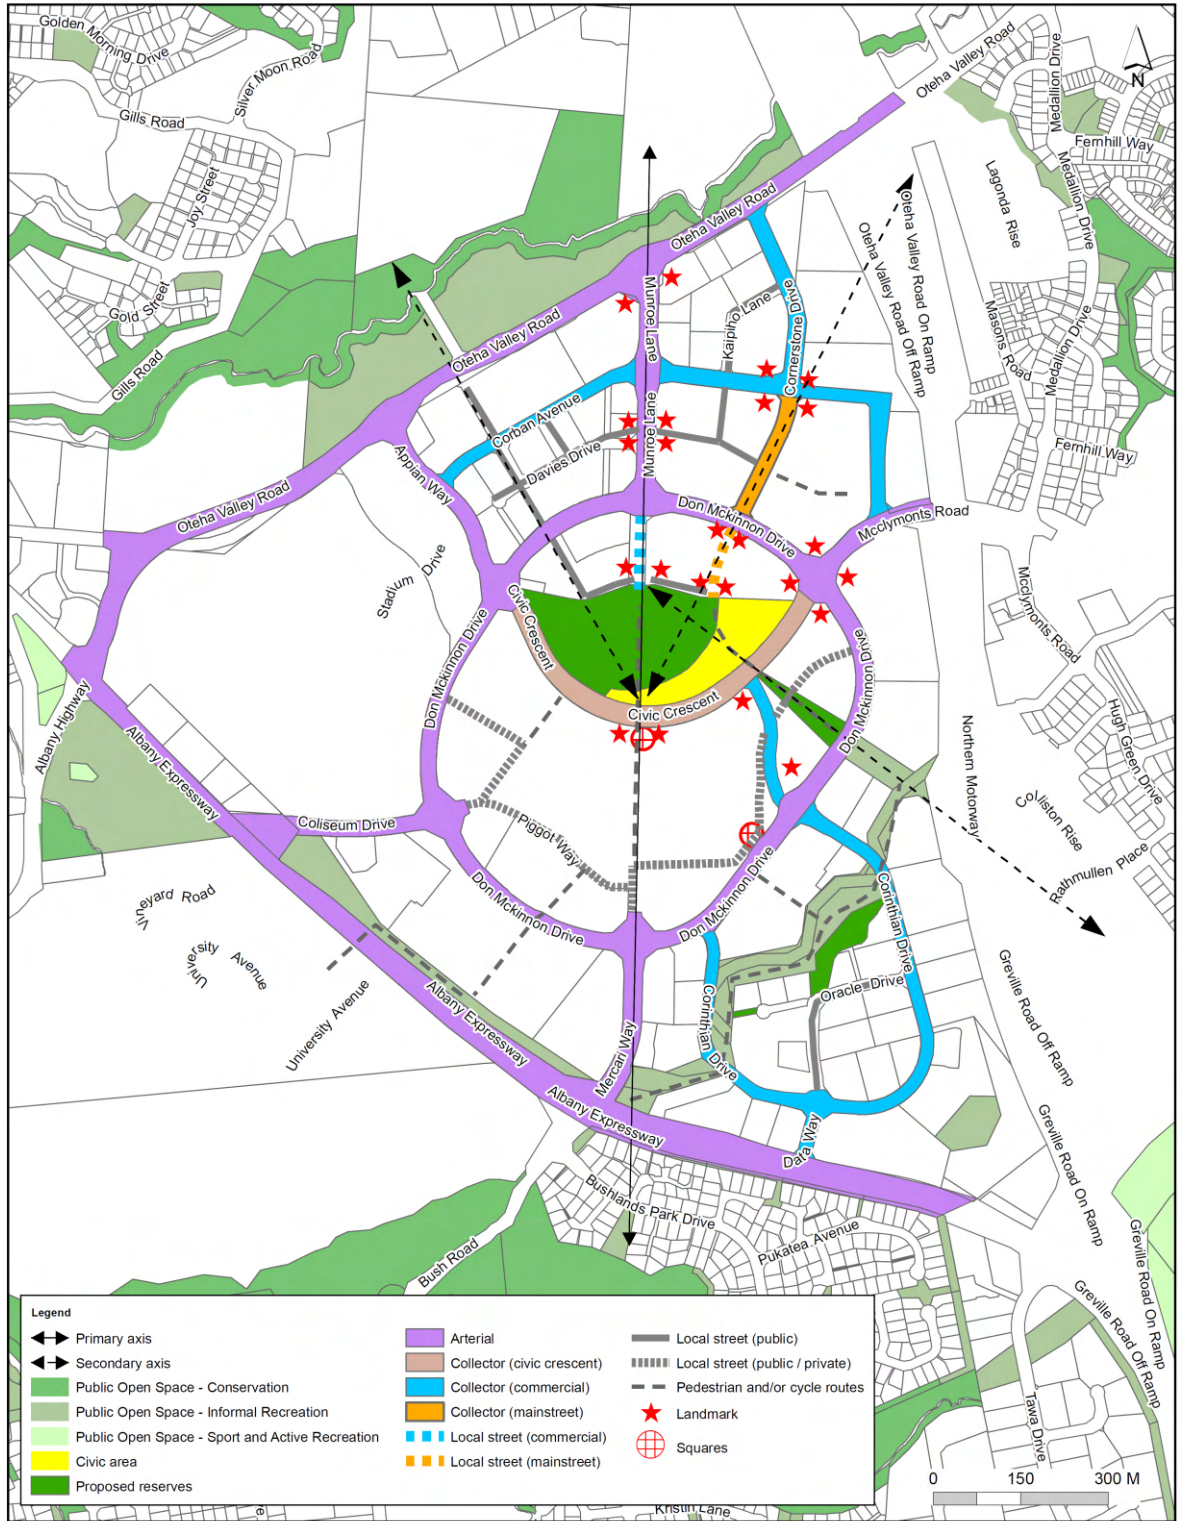 Golden Morning Drive
Silver Moon Road
Gills Road
Joy Street
Gold Street
Gills Road
Oteha Valley Road
Medallion Drive
N
Fernhill Way
Medallion Drive
Lagonda Rise
Oteha Valley Road
Oteha Valley Road On Ramp
Oteha Valley Road Off Ramp
Munroe Lane
Kaipiho Lane
Cornerstone Drive
Masons Road
Medallion Drive
Oteha Valley Road
Corban Avenue
Munroe Lane
Davies Drive
Appian Way
Fernhill Way
Oteha Valley Road
Don Mckinnon Drive
Mcclymonts Road
Stadium Drive
Civic Crescent
Don Mckinnon Drive
Mcclymonts Road
Don Mckinnon Drive
Civic Crescent
Albany Highway
Albany Expressway
Northern Motorway
Hugh Green Drive
Colliston Rise
Rathmullen Place
Coliseum Drive
Piggot Way
Don Mckinnon Drive
Don Mckinnon Drive
Corinthian Drive
Vineyard Road
University Avenue
University Avenue
Albany Expressway
Oracle Drive
Corinthian Drive
Greville Road Off Ramp
Mercari Way
Albany Expressway
Data Way
Greville Road On Ramp
Bushlands Park Drive
Pukatea Avenue
Bush Road
Greville Road On Ramp
Greville Road Off Ramp
Tawa Drive
Legend
Primary axis
Secondary axis
Public Open Space - Conservation
Public Open Space - Informal Recreation
Public Open Space - Sport and Active Recreation
Civic area
Proposed reserves
Arterial
Collector (civic crescent)
Collector (commercial)
Collector (mainstreet)
Local street (commercial)
Local street (mainstreet)
Local street (public)
Local street (public / private)
Pedestrian and/or cycle routes
Landmark
Squares
0 150 300 M
Kristin Lane